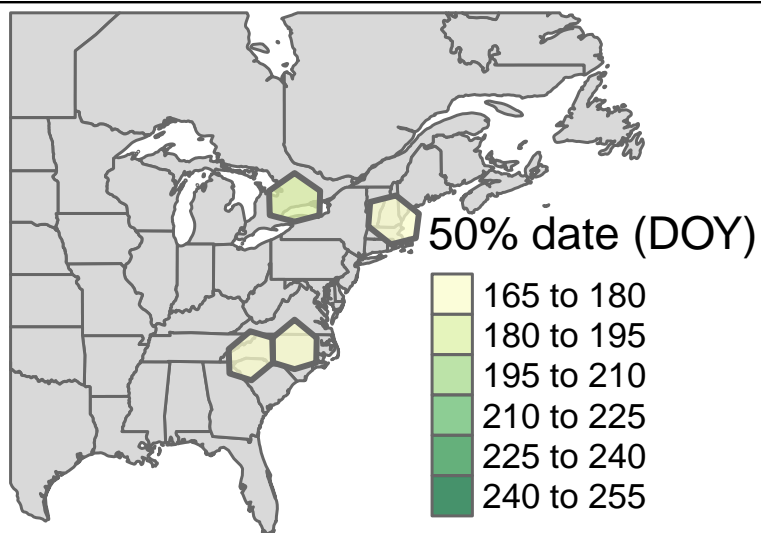 50% date (DOY)
165 to 180
180 to 195
195 to 210
210 to 225
225 to 240
240 to 255